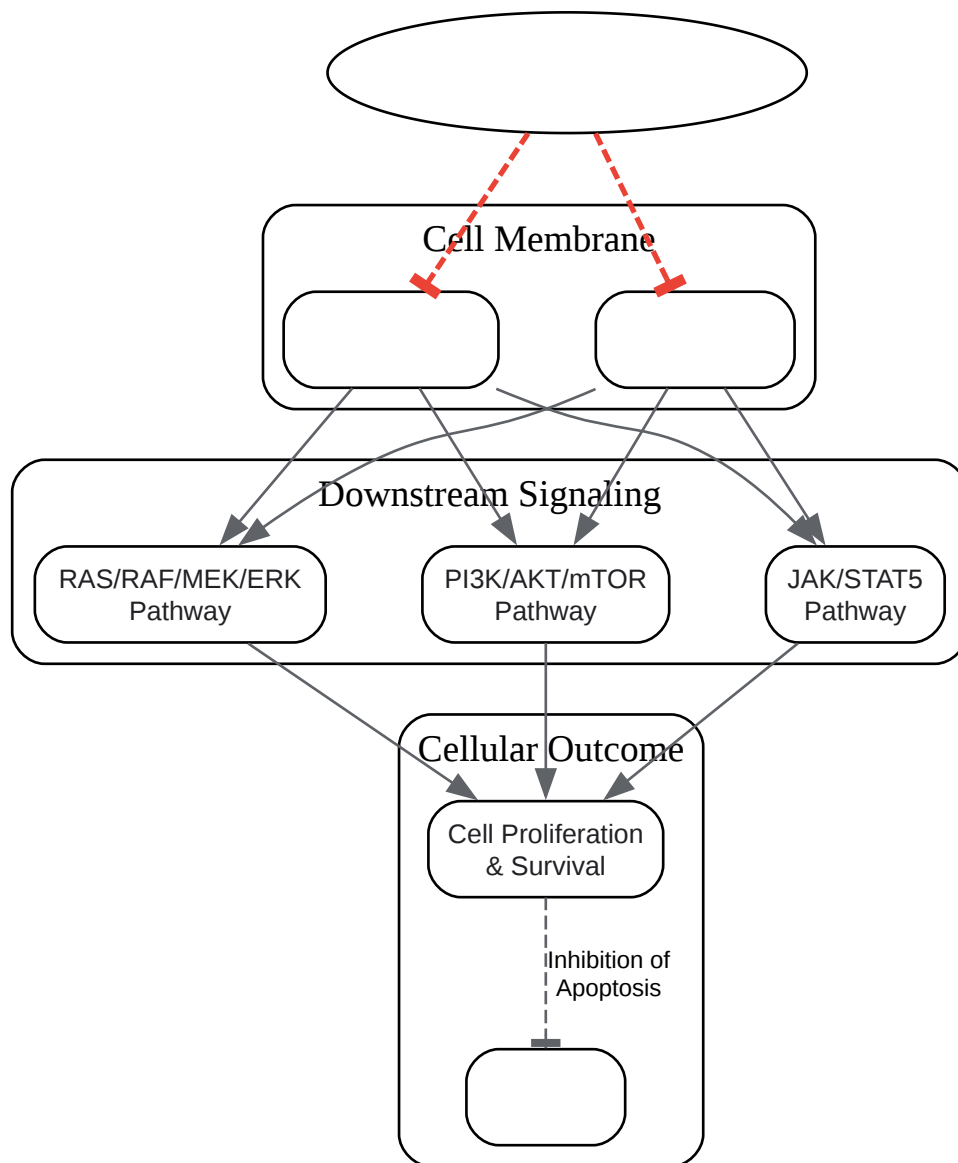 Cell Membrane
Downstream Signaling
RAS/RAF/MEK/ERK
Pathway
PI3K/AKT/mTOR
Pathway
JAK/STAT5
Pathway
Cellular Outcome
Cell Proliferation
& Survival
Inhibition of
Apoptosis